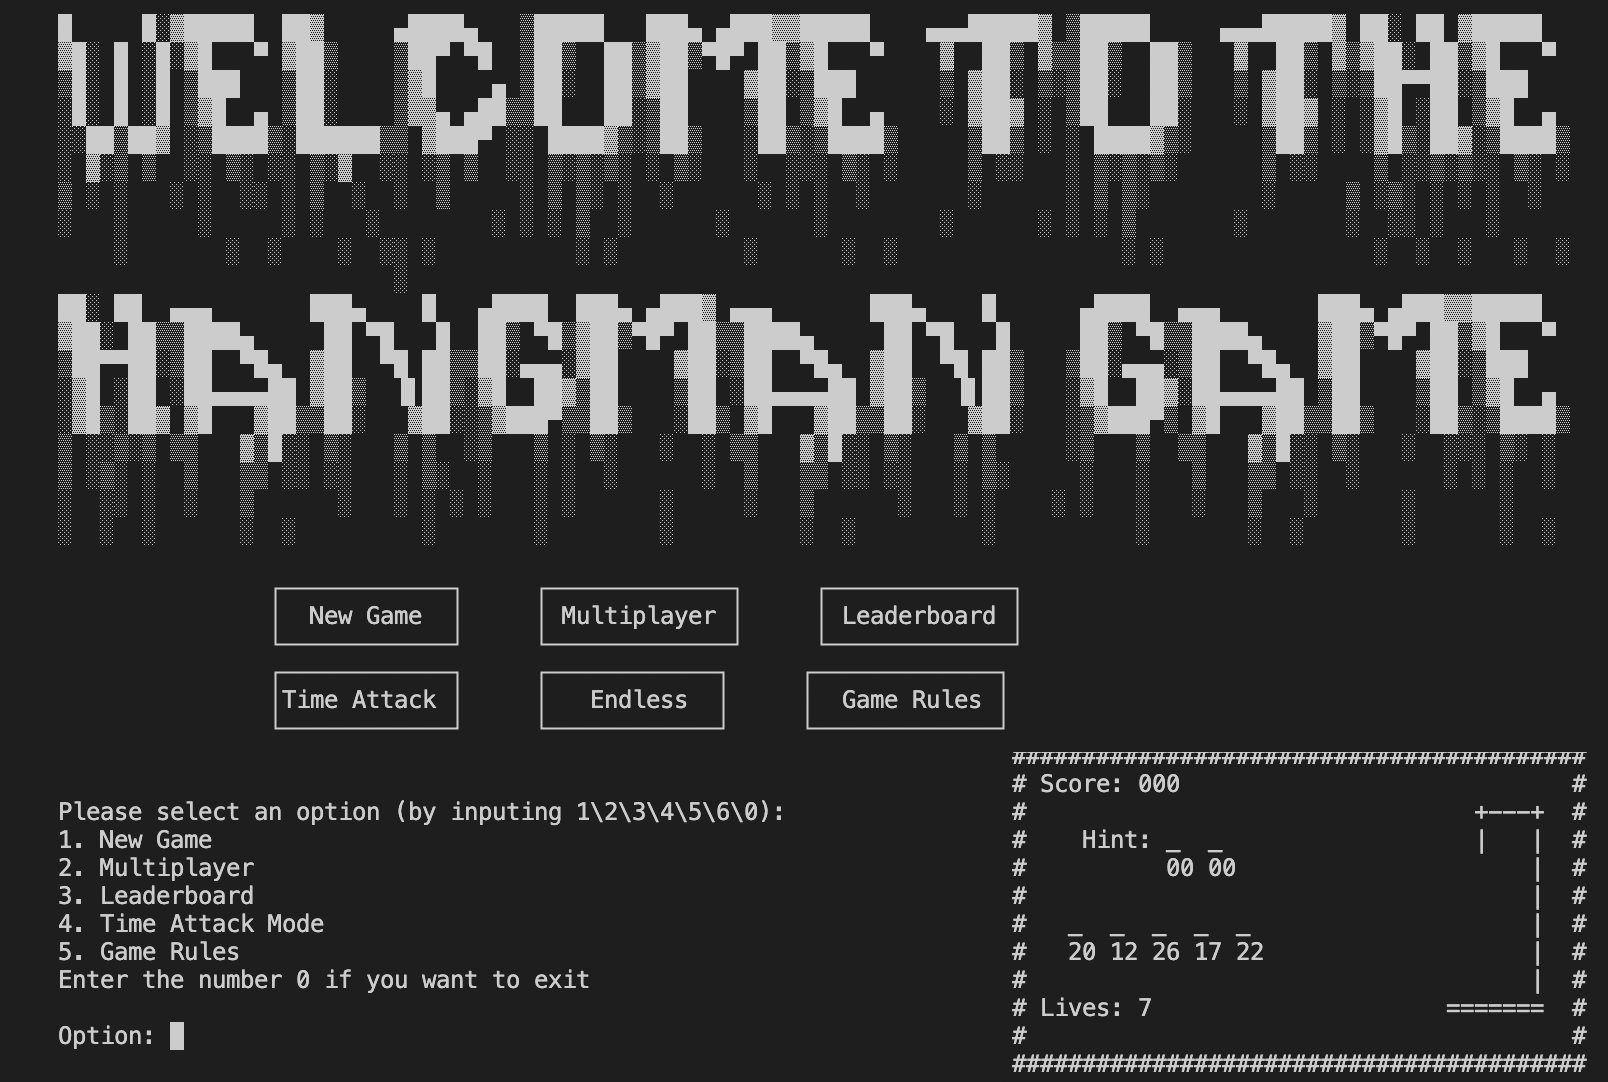 WELCOME TO THE
HANGMAN GAME
New Game Multiplayer Leaderboard
Time Attack Endless Game Rules
Please select an option (by inputing 1\2\3\4\5\6\0):
1. New Game
2. Multiplayer
3. Leaderboard
4. Time Attack Mode
5. Game Rules
Enter the number 0 if you want to exit
Option:
#########################################
# Score: 000 #
# +---+ #
# Hint: _ _ | | #
# 00 00 | #
# | #
# _ _ _ _ _ | #
# 20 12 26 17 22 | #
# | #
# Lives: 7 ======= #
# #
#########################################